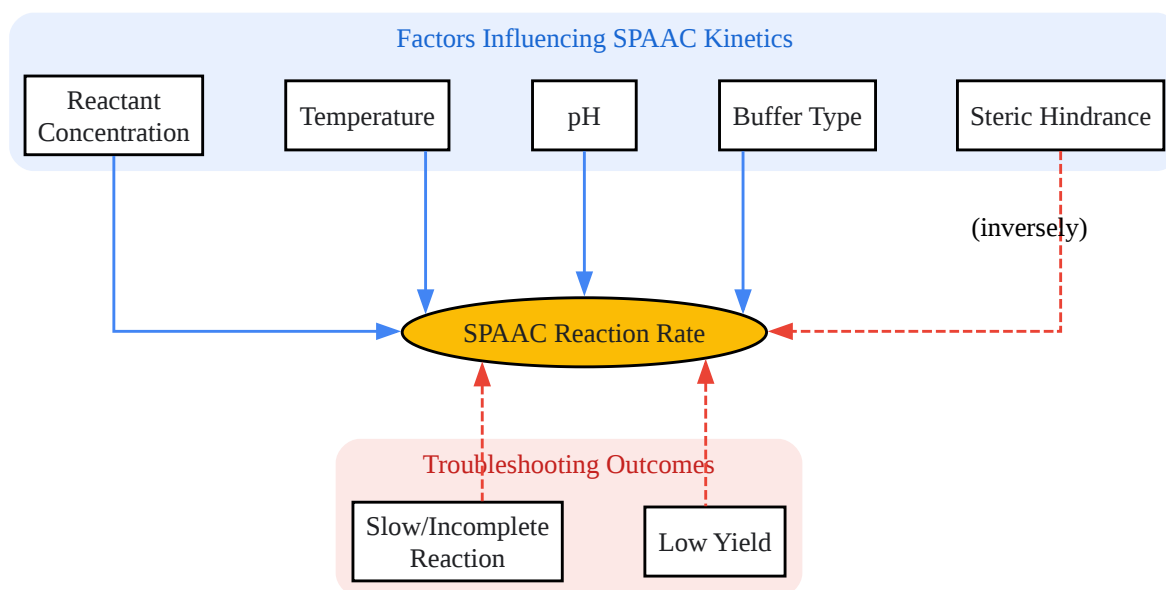 Factors Influencing SPAAC Kinetics
Reactant
Concentration
Temperature
pH
Buffer Type
Steric Hindrance
(inversely)
SPAAC Reaction Rate
Troubleshooting Outcomes
Slow/Incomplete
Reaction
Low Yield